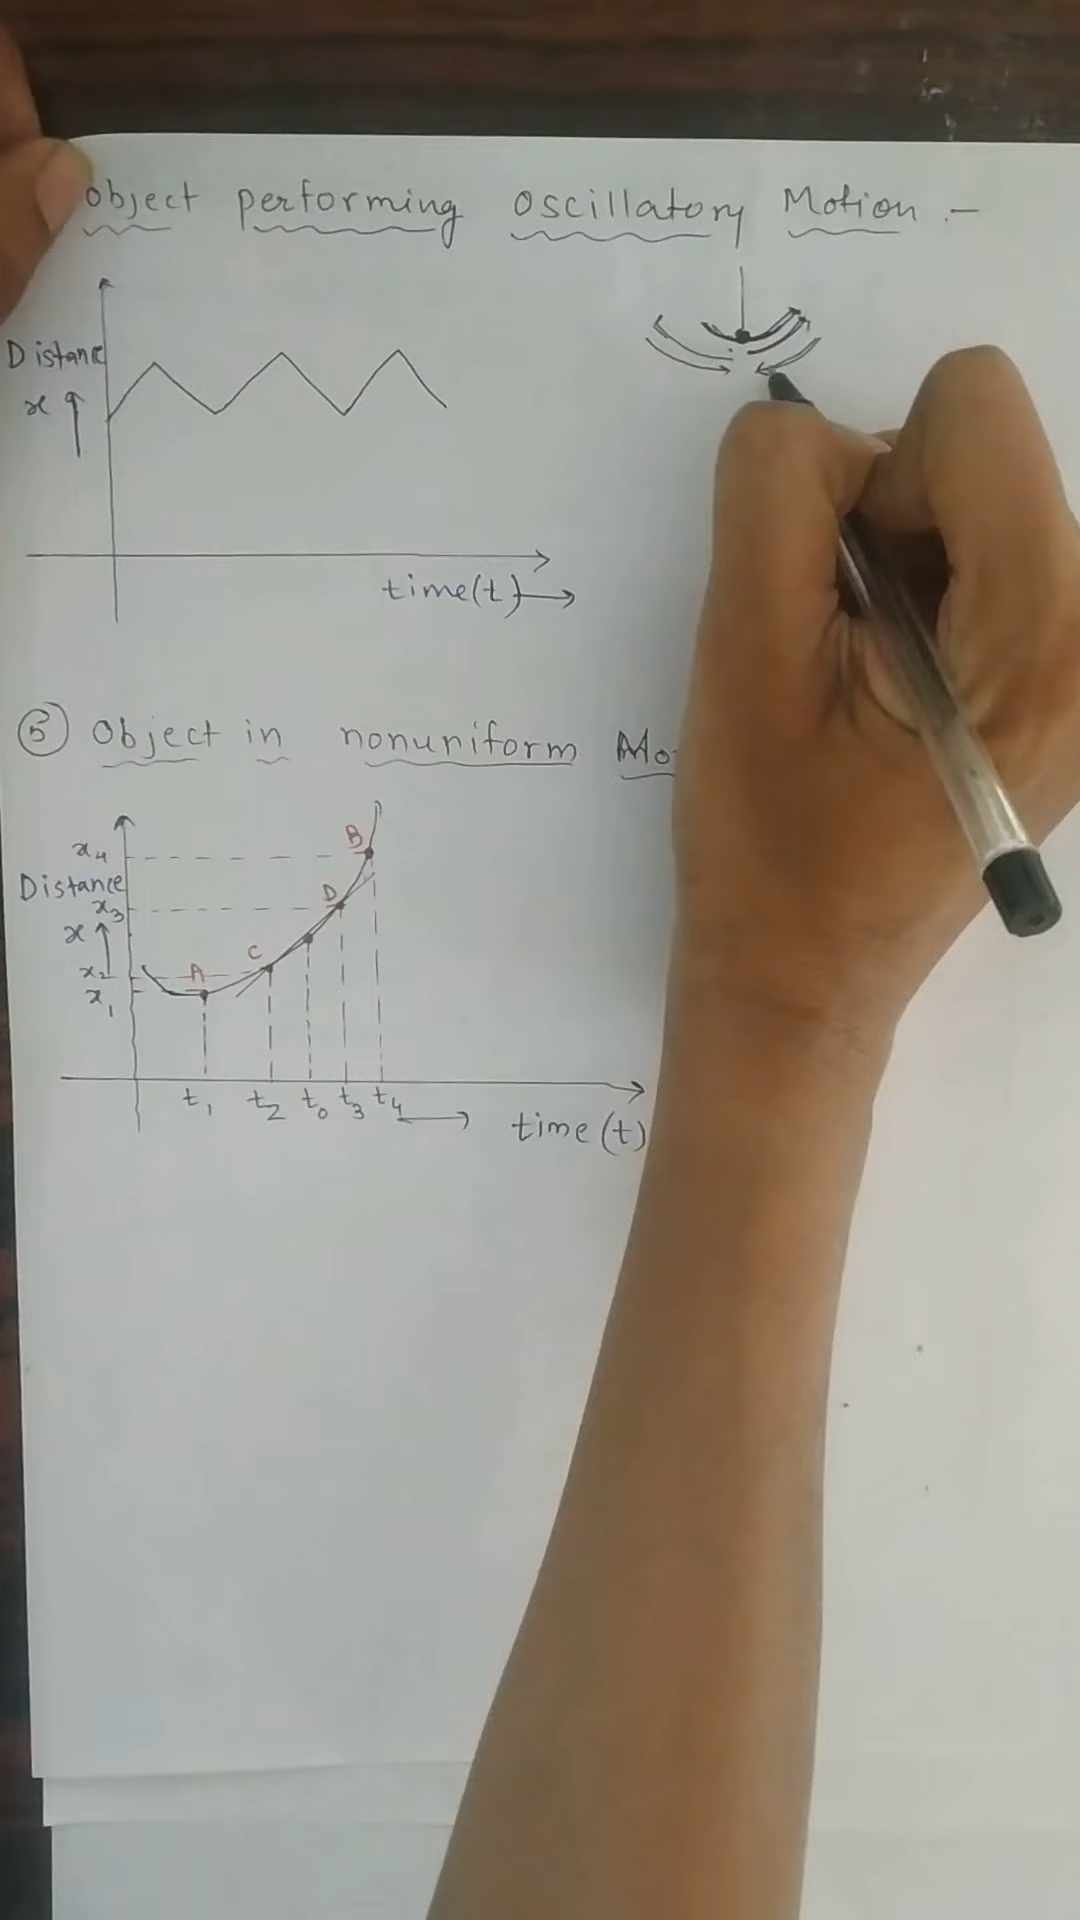 object performing oscillatory Motion :-
Distance
x
time(t)
5 Object in nonuniform
x4
B
Distance
D
x3
x
C
x2
A
x1
t1 t2 t0 t3 t4
time (t)